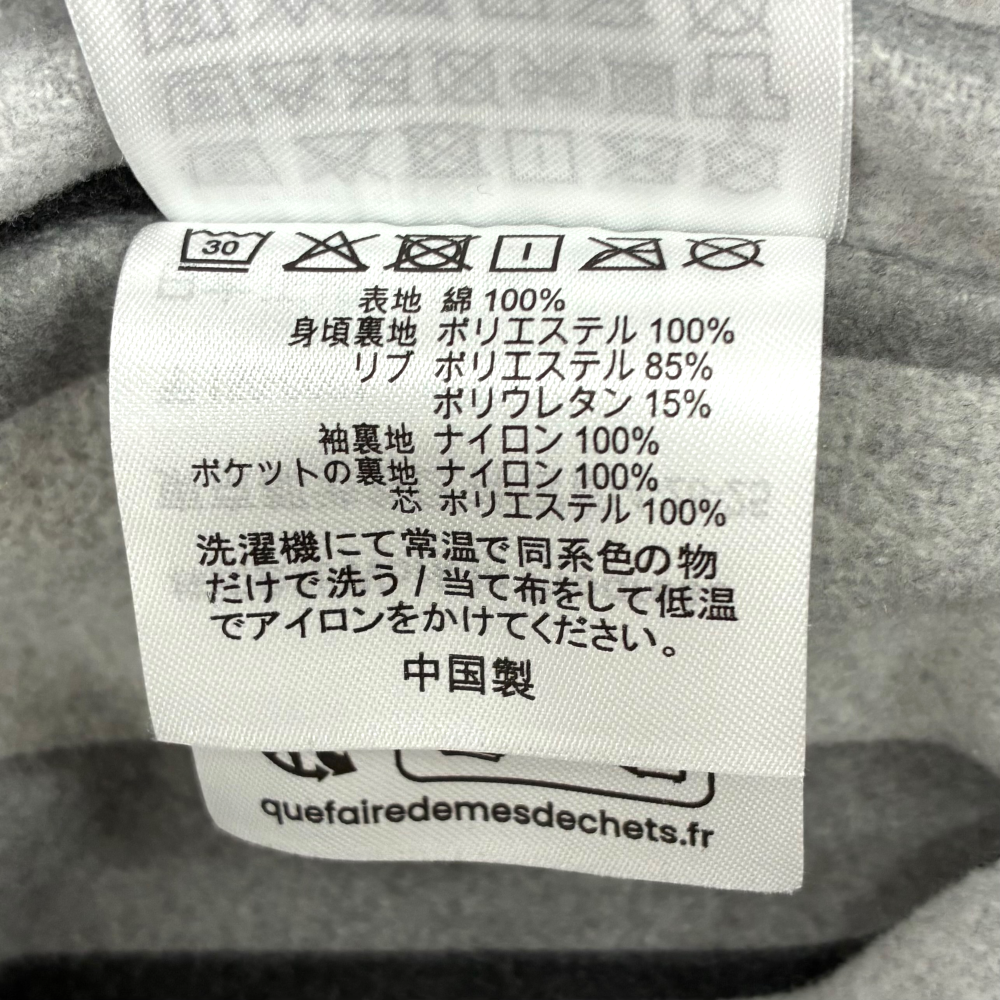 30
表地 綿 100%
身頃裏地 ポリエステル 100%
リブ ポリエステル 85%
ポリウレタン 15%
袖裏地 ナイロン 100%
ポケットの裏地 ナイロン 100%
芯 ポリエステル 100%
洗濯機にて常温で同系色の物
だけで洗う / 当て布をして低温
でアイロンをかけてください。
中国製
quefairedemesdechets.fr